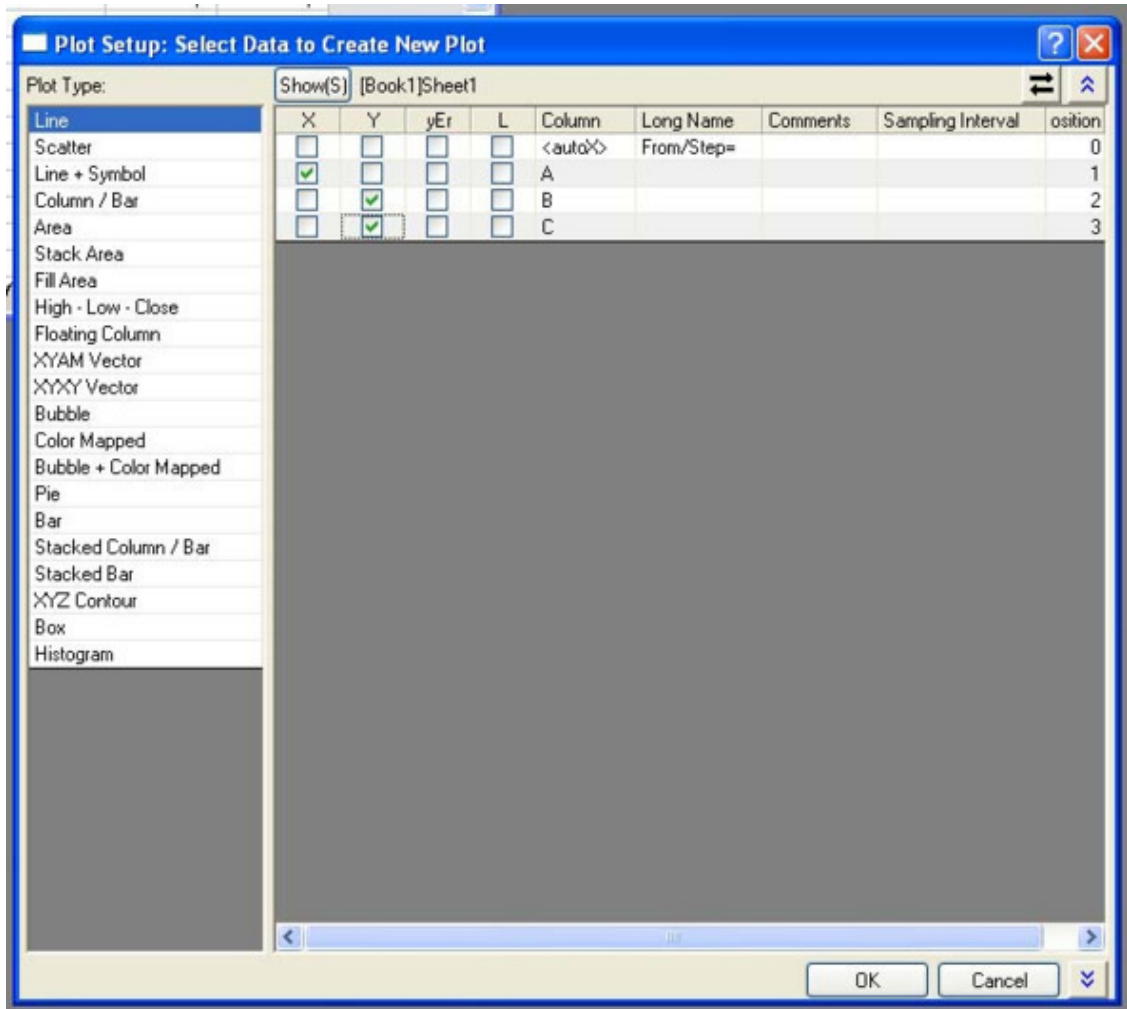 Plot Setup: Select Data to Create New Plot
Plot Type:
Show(S) [Book1]Sheet1
Line
Scatter
Line + Symbol
Column / Bar
Area
Stack Area
Fill Area
High - Low - Close
Floating Column
XYAM Vector
XYXY Vector
Bubble
Color Mapped
Bubble + Color Mapped
Pie
Bar
Stacked Column / Bar
Stacked Bar
XYZ Contour
Box
Histogram
X Y yEr L Column Long Name Comments Sampling Interval osition
<autoX> From/Step= 0
A 1
B 2
C 3
OK Cancel